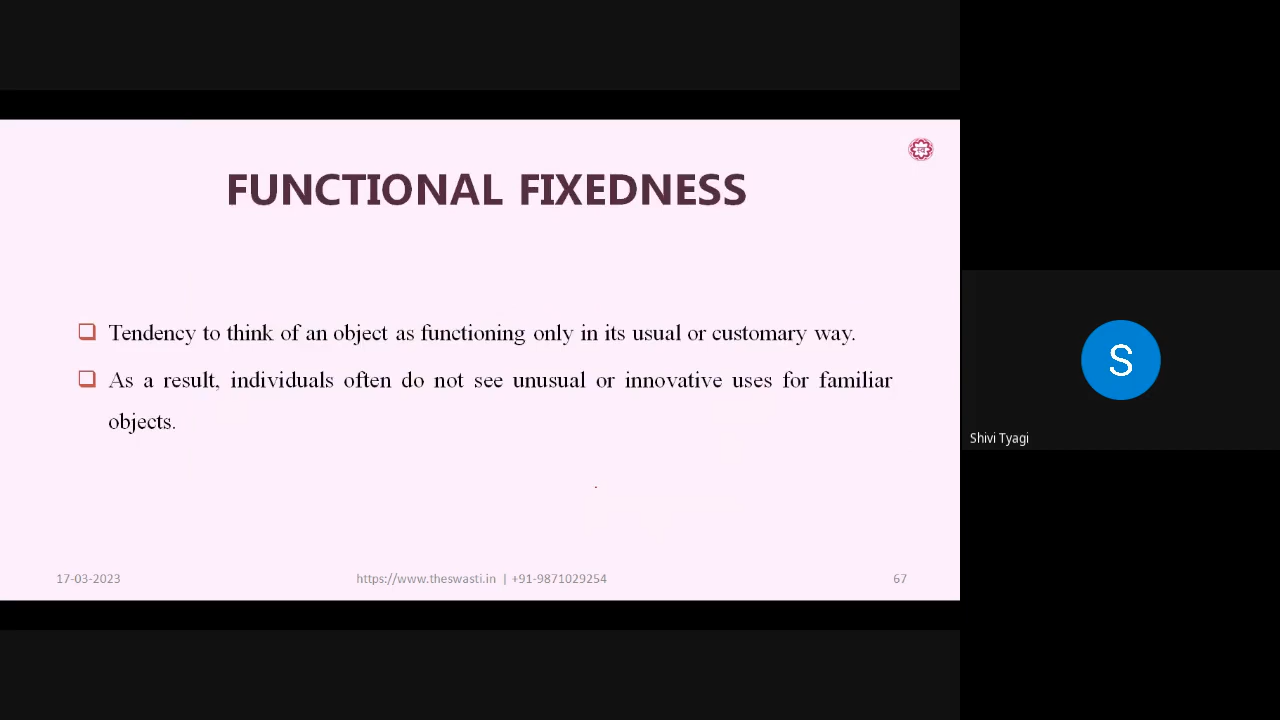 FUNCTIONAL FIXEDNESS
❑ Tendency to think of an object as functioning only in its usual or customary way.
❑ As a result, individuals often do not see unusual or innovative uses for familiar
objects.
S
Shivi Tyagi
17-03-2023 https://www.theswasti.in | +91-9871029254 67